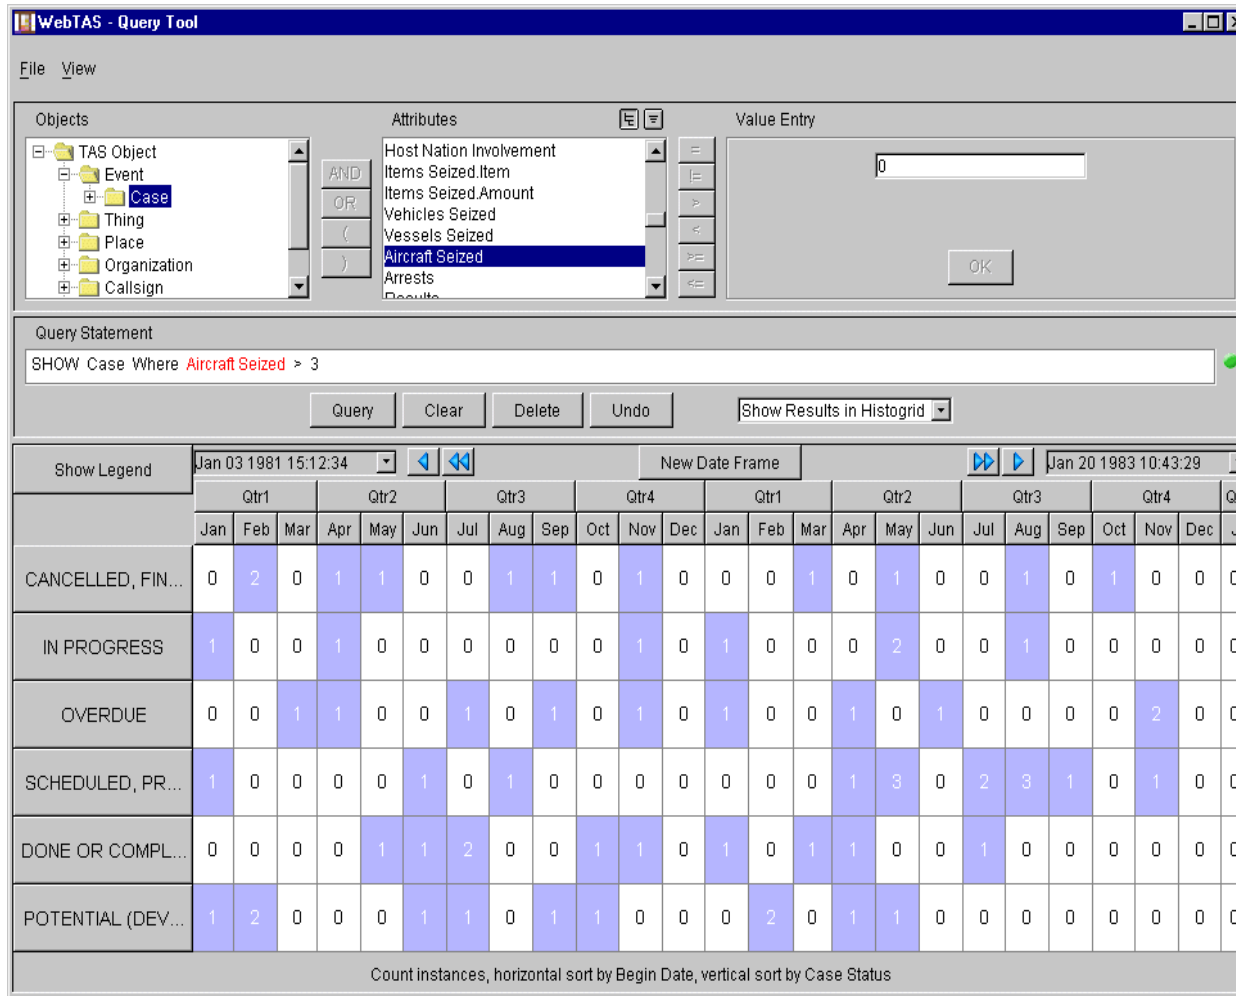 WebTAS - Query Tool
File View
Objects Attributes Value Entry
TAS Object
Event
Case
Thing
Place
Organization
Callsign
AND
OR
(
)
Host Nation Involvement
Items Seized.Item
Items Seized.Amount
Vehicles Seized
Vessels Seized
Aircraft Seized
Arrests
Results
=
!=
>
<
>=
<=
0
OK
Query Statement
SHOW Case Where Aircraft Seized > 3
Query Clear Delete Undo Show Results in Histogrid
Show Legend Jan 03 1981 15:12:34 New Date Frame Jan 20 1983 10:43:29
Qtr1 Qtr2 Qtr3 Qtr4 Qtr1 Qtr2 Qtr3 Qtr4
Jan Feb Mar Apr May Jun Jul Aug Sep Oct Nov Dec Jan Feb Mar Apr May Jun Jul Aug Sep Oct Nov Dec
CANCELLED, FIN... 0 2 0 1 1 0 0 1 1 0 1 0 0 0 1 0 1 0 0 1 0 1 0 0 0
IN PROGRESS 1 0 0 1 0 0 0 0 0 0 1 0 1 0 0 0 2 0 0 1 0 0 0 0 0
OVERDUE 0 0 1 1 0 0 1 0 1 0 1 0 1 0 0 1 0 1 0 0 0 0 2 0 0
SCHEDULED, PR... 1 0 0 0 0 1 0 1 0 0 0 0 0 0 0 1 3 0 2 3 1 0 1 0 0
DONE OR COMPL... 0 0 0 0 1 1 2 0 0 1 1 0 1 0 1 1 0 0 1 0 0 0 0 0 0
POTENTIAL (DEV... 1 2 0 0 0 1 1 0 1 1 0 0 0 2 0 1 1 0 0 0 0 0 0 0 0
Count instances, horizontal sort by Begin Date, vertical sort by Case Status